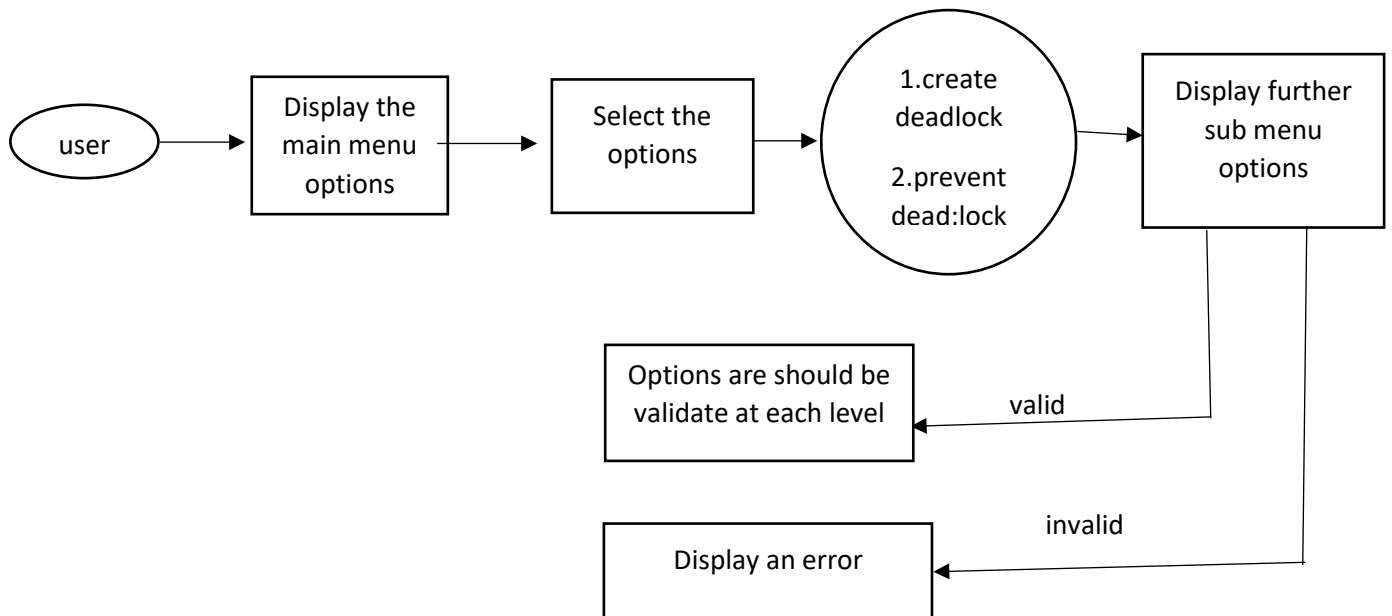 user
Display the
main menu
options
Select the
options
1.create
deadlock
2.prevent
dead:lock
Display further
sub menu
options
Options are should be
validate at each level
valid
invalid
Display an error